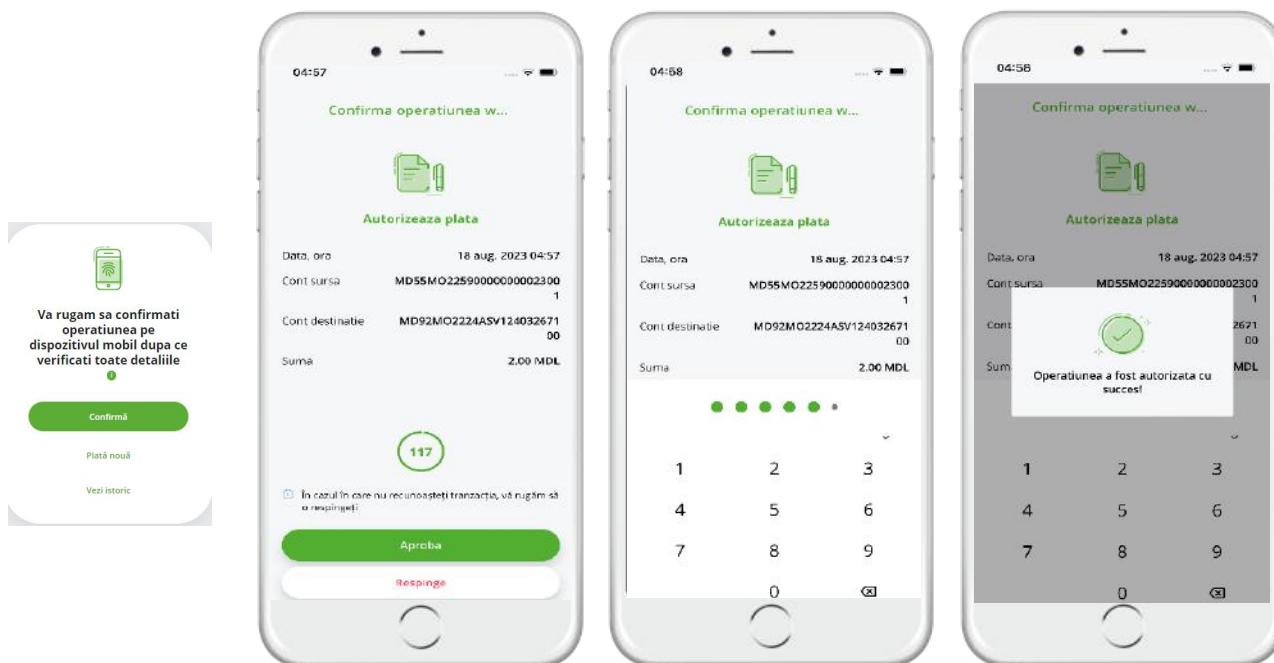 Va rugam sa confirmati
operatiunea pe
dispozitivul mobil dupa ce
verificati toate detaliile
Confirmă
Plată nouă
Vezi istoric
04:57
Confirma operatiunea w...
Autorizeaza plata
Data, ora 18 aug. 2023 04:57
Cont sursa MD55MO22590000000002300
1
Cont destinatie MD92MO2224ASV124032671
00
Suma 2.00 MDL
117
În cazul în care nu recunoașteți tranzacția, vă rugăm să
o respingeți
Aproba
Respinge
04:58
Confirma operatiunea w...
Autorizeaza plata
Data, ora 18 aug. 2023 04:57
Cont sursa MD55MO22590000000002300
1
Cont destinatie MD92MO2224ASV124032671
00
Suma 2.00 MDL
1 2 3
4 5 6
7 8 9
0
04:58
Confirma operatiunea w...
Autorizeaza plata
Data, ora 18 aug. 2023 04:57
Cont sursa MD55MO22590000000002300
1
Cont 2671
00
Sum MDL
Operatiunea a fost autorizata cu
succes!
1 2 3
4 5 6
7 8 9
0